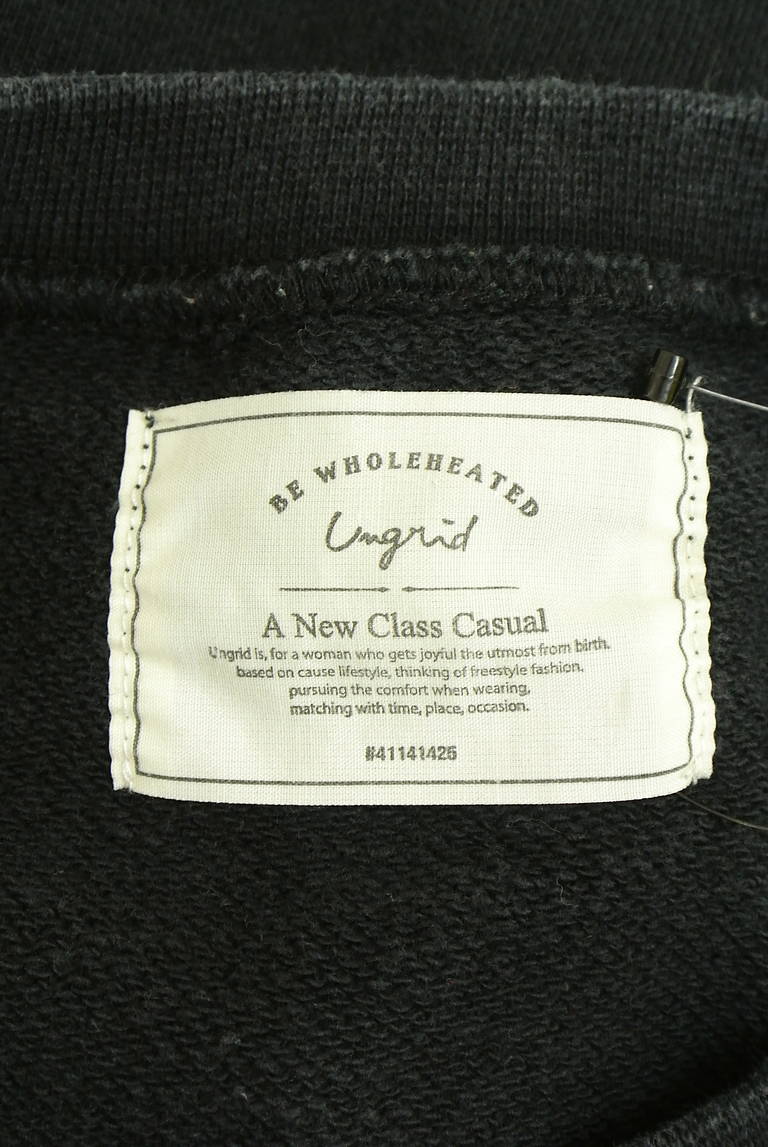 BE WHOLEHEATED
Ungrid
A New Class Casual
Ungrid is, for a woman who gets joyful the utmost from birth.
based on cause lifestyle, thinking of freestyle fashion.
pursuing the comfort when wearing,
matching with time, place, occasion.
#41141425